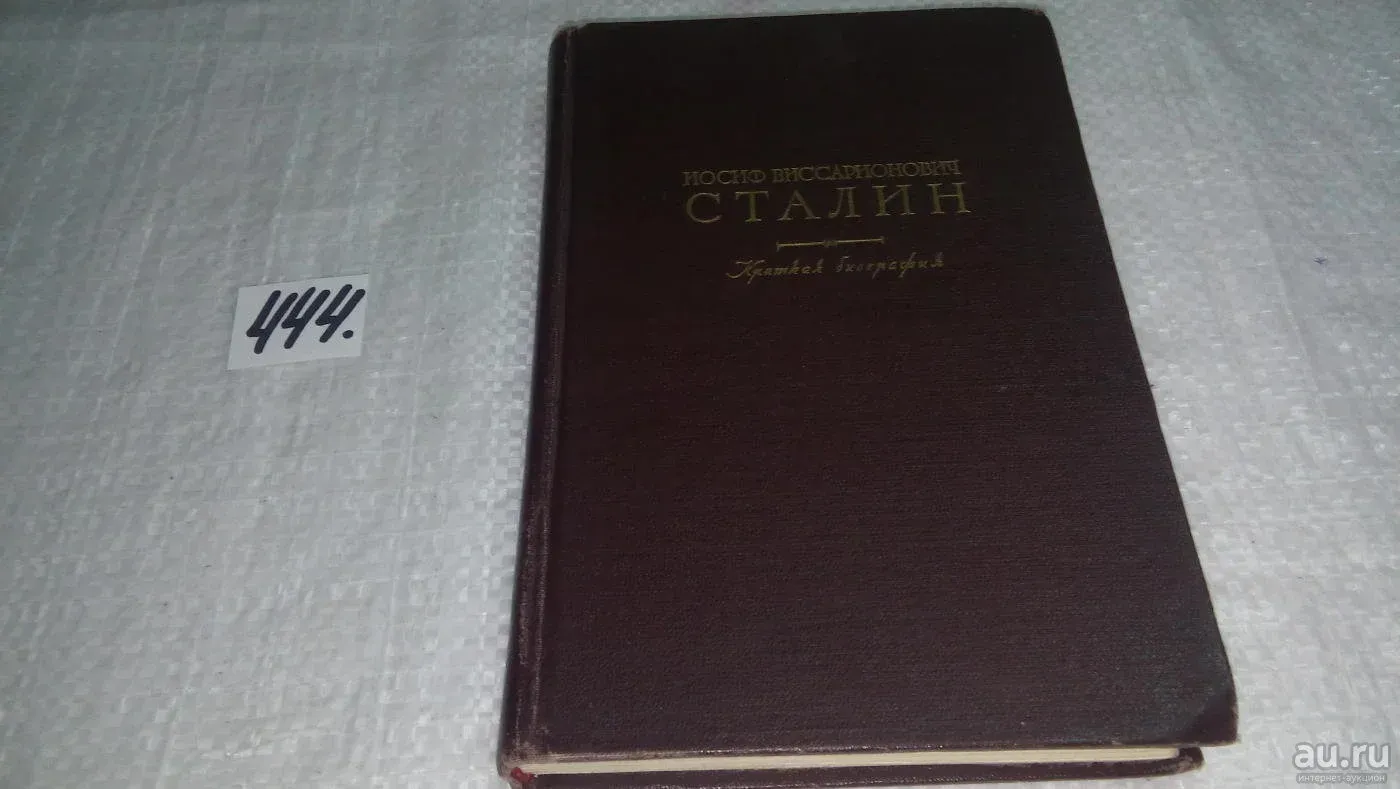 ИОСИФ ВИССАРИОНОВИЧ
СТАЛИН
Краткая биография
444.
au.ru
интернет-аукцион